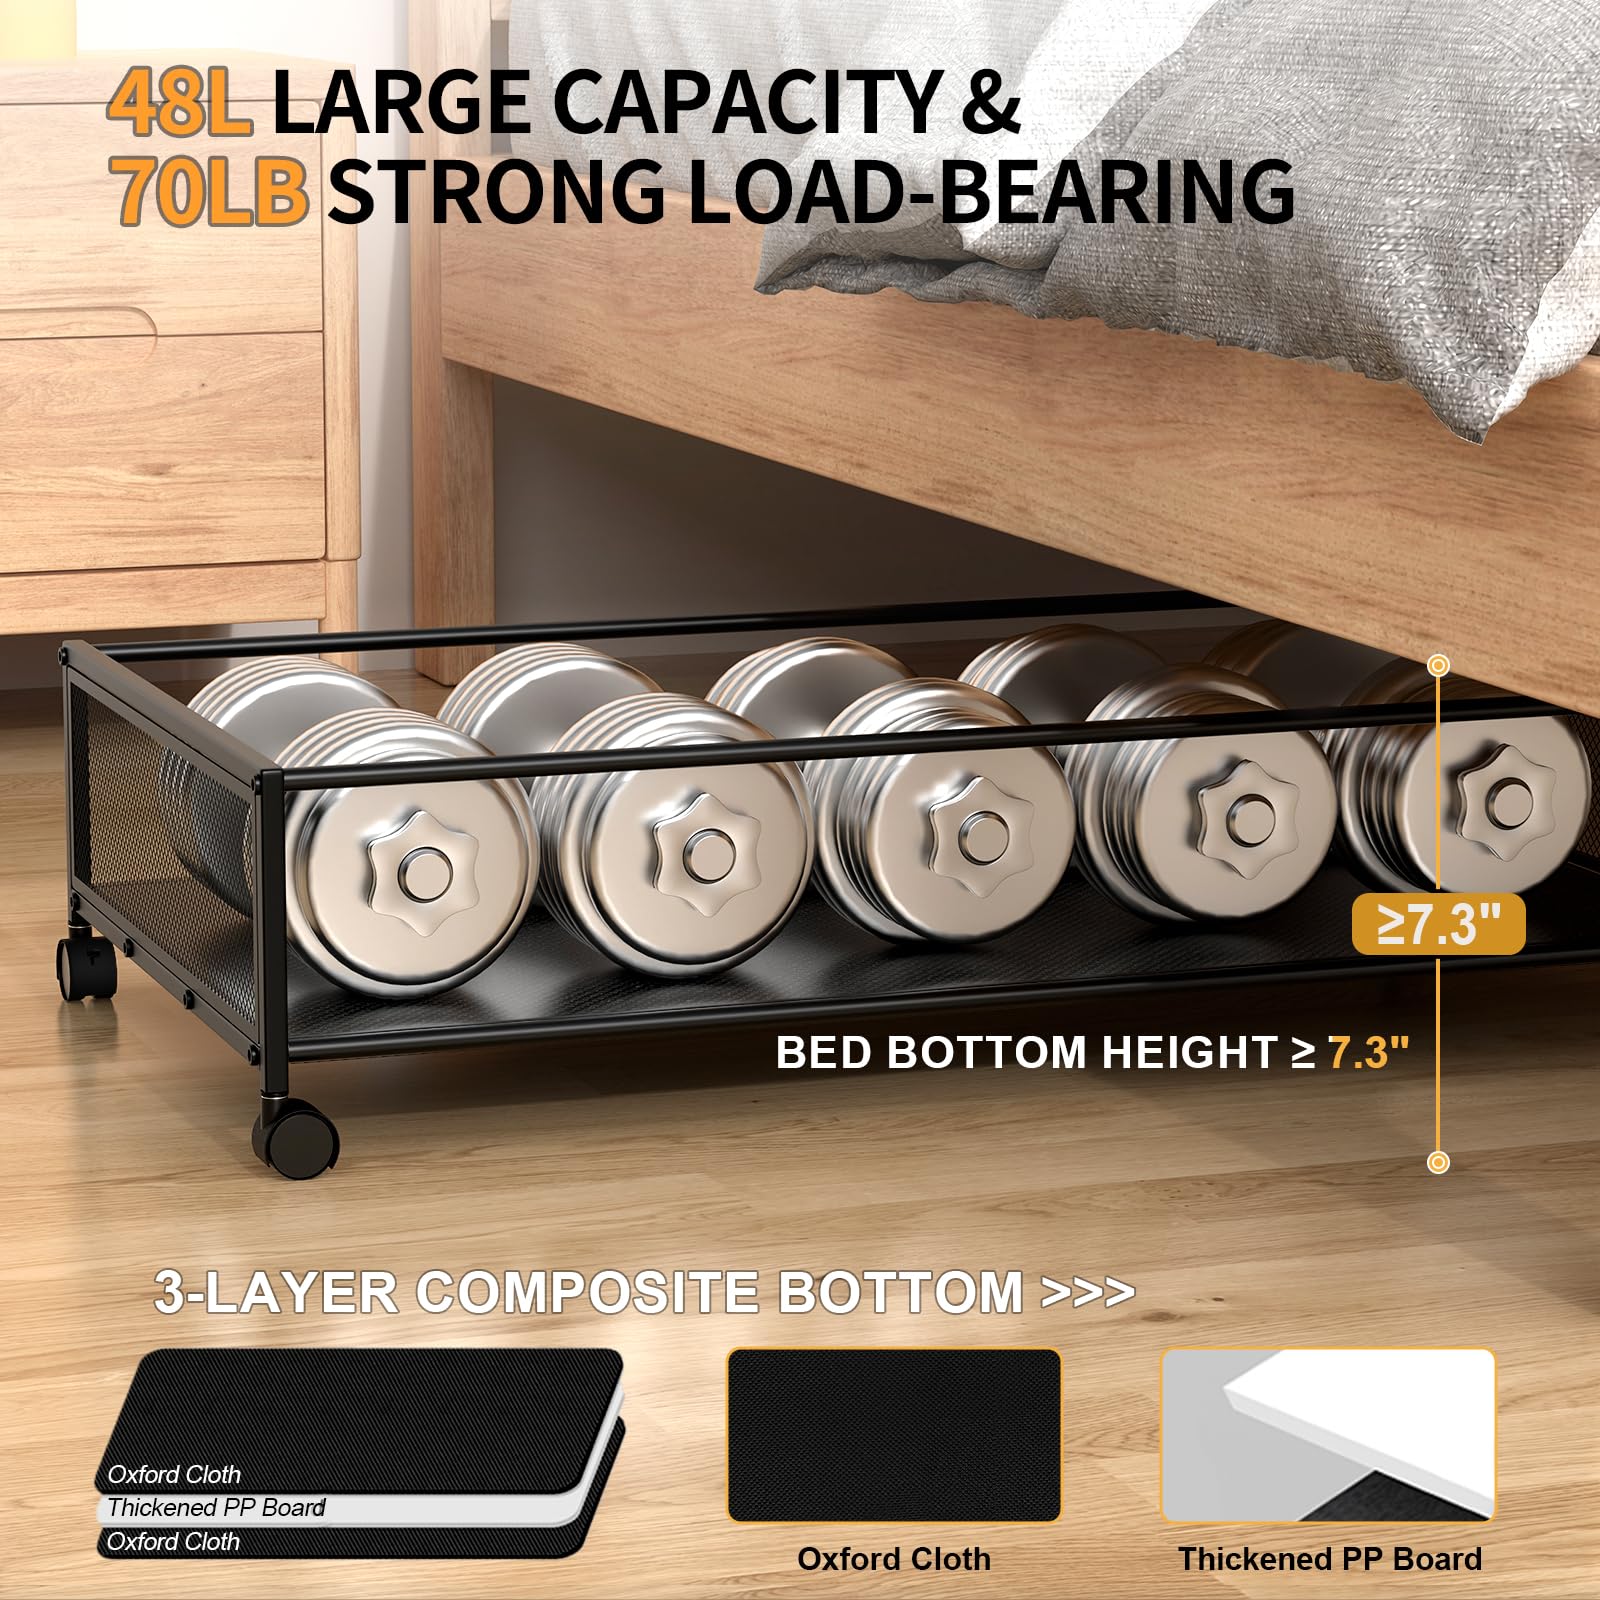 48L LARGE CAPACITY &
70LB STRONG LOAD-BEARING
≥7.3"
BED BOTTOM HEIGHT ≥ 7.3"
3-LAYER COMPOSITE BOTTOM >>>
Oxford Cloth
Thickened PP Board
Oxford Cloth
Oxford Cloth
Thickened PP Board